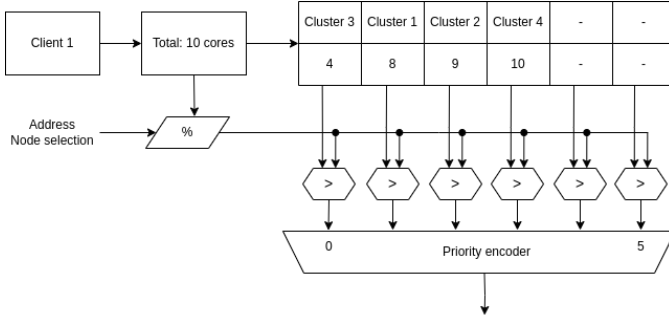 Client 1
Total: 10 cores
Cluster 3 Cluster 1 Cluster 2 Cluster 4 - -
4 8 9 10 - -
Address
Node selection
%
> > > > > >
0 Priority encoder 5